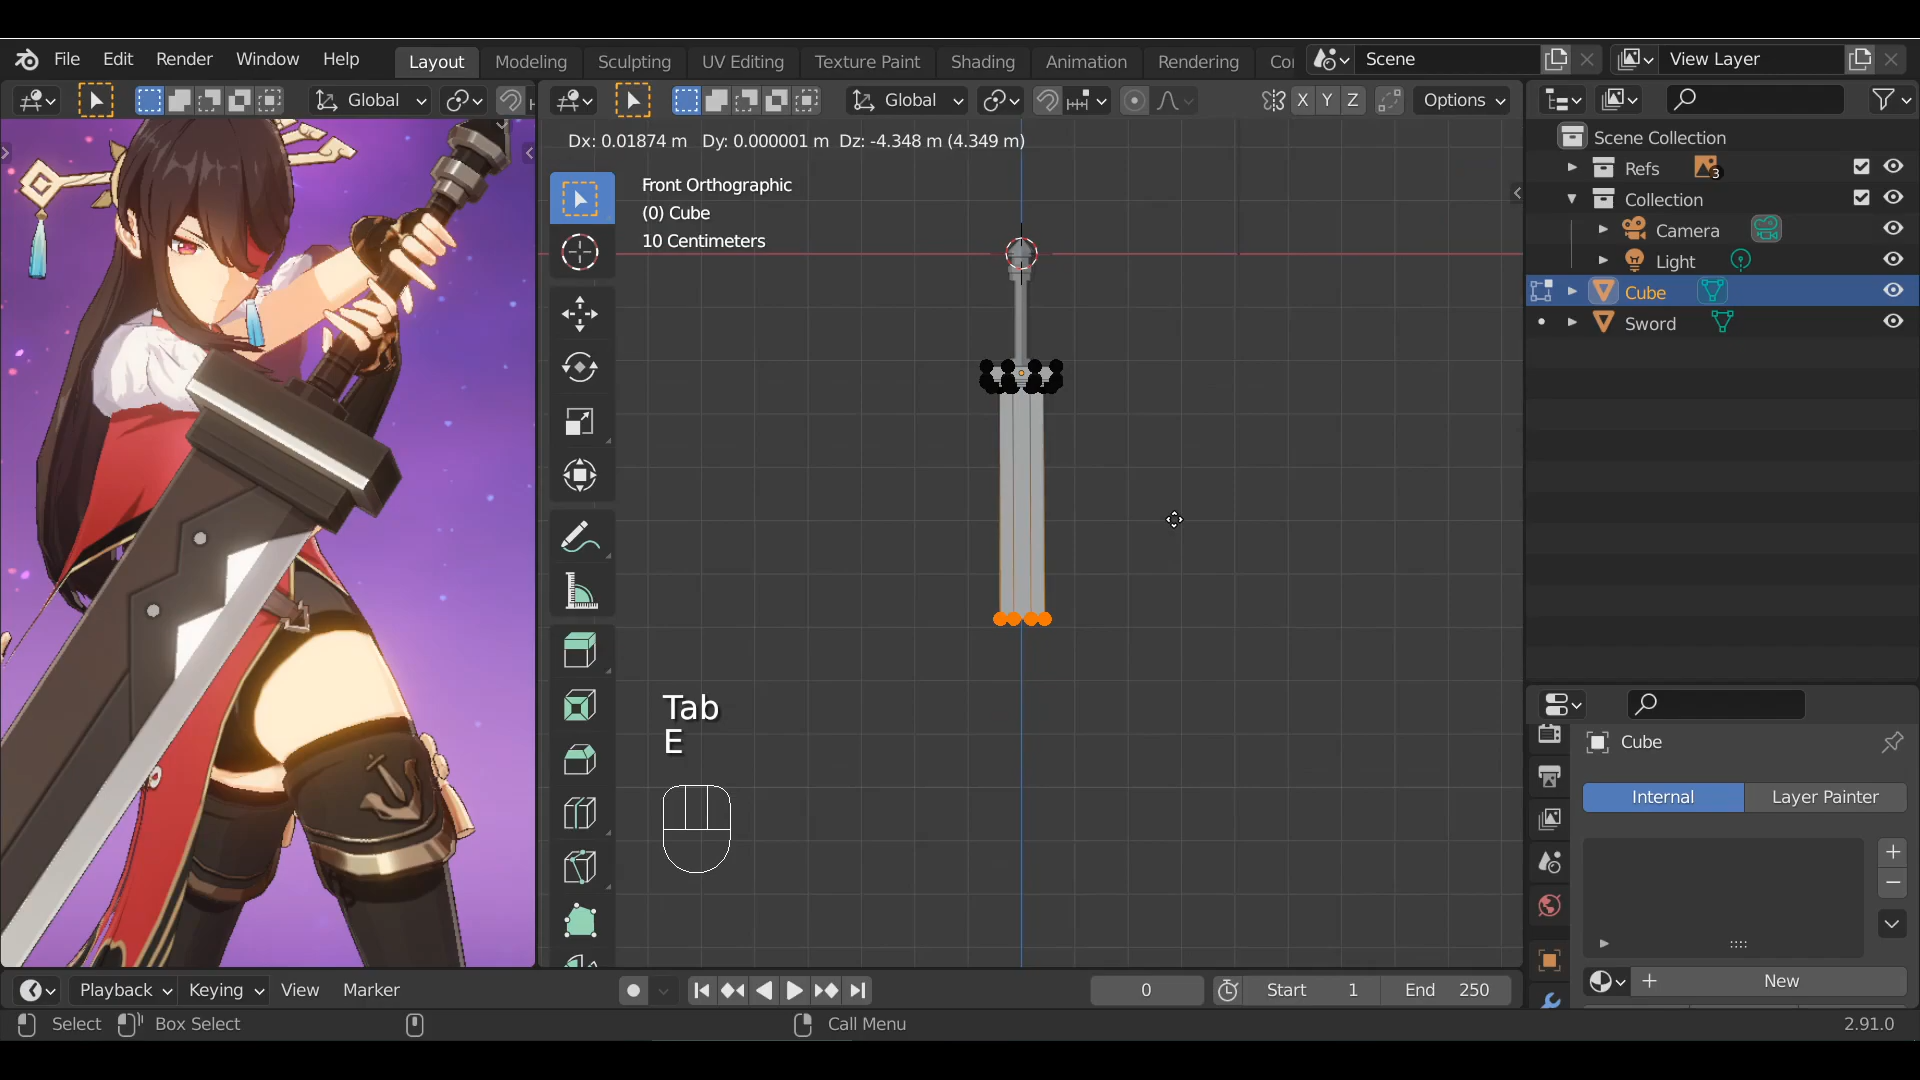 File Edit Render Window Help Layout Modeling Sculpting UV Editing Texture Paint Shading Animation Rendering Co Scene View Layer
Global Global X Y Z Options
Dx: 0.01874 m Dy: 0.000001 m Dz: -4.348 m (4.349 m)
Front Orthographic
(0) Cube
10 Centimeters
Scene Collection
Refs 3
Collection
Camera
Light
Cube
Sword
Tab
E
Cube
Internal Layer Painter
New
Playback Keying View Marker 0 Start 1 End 250
Select Box Select Call Menu 2.91.0